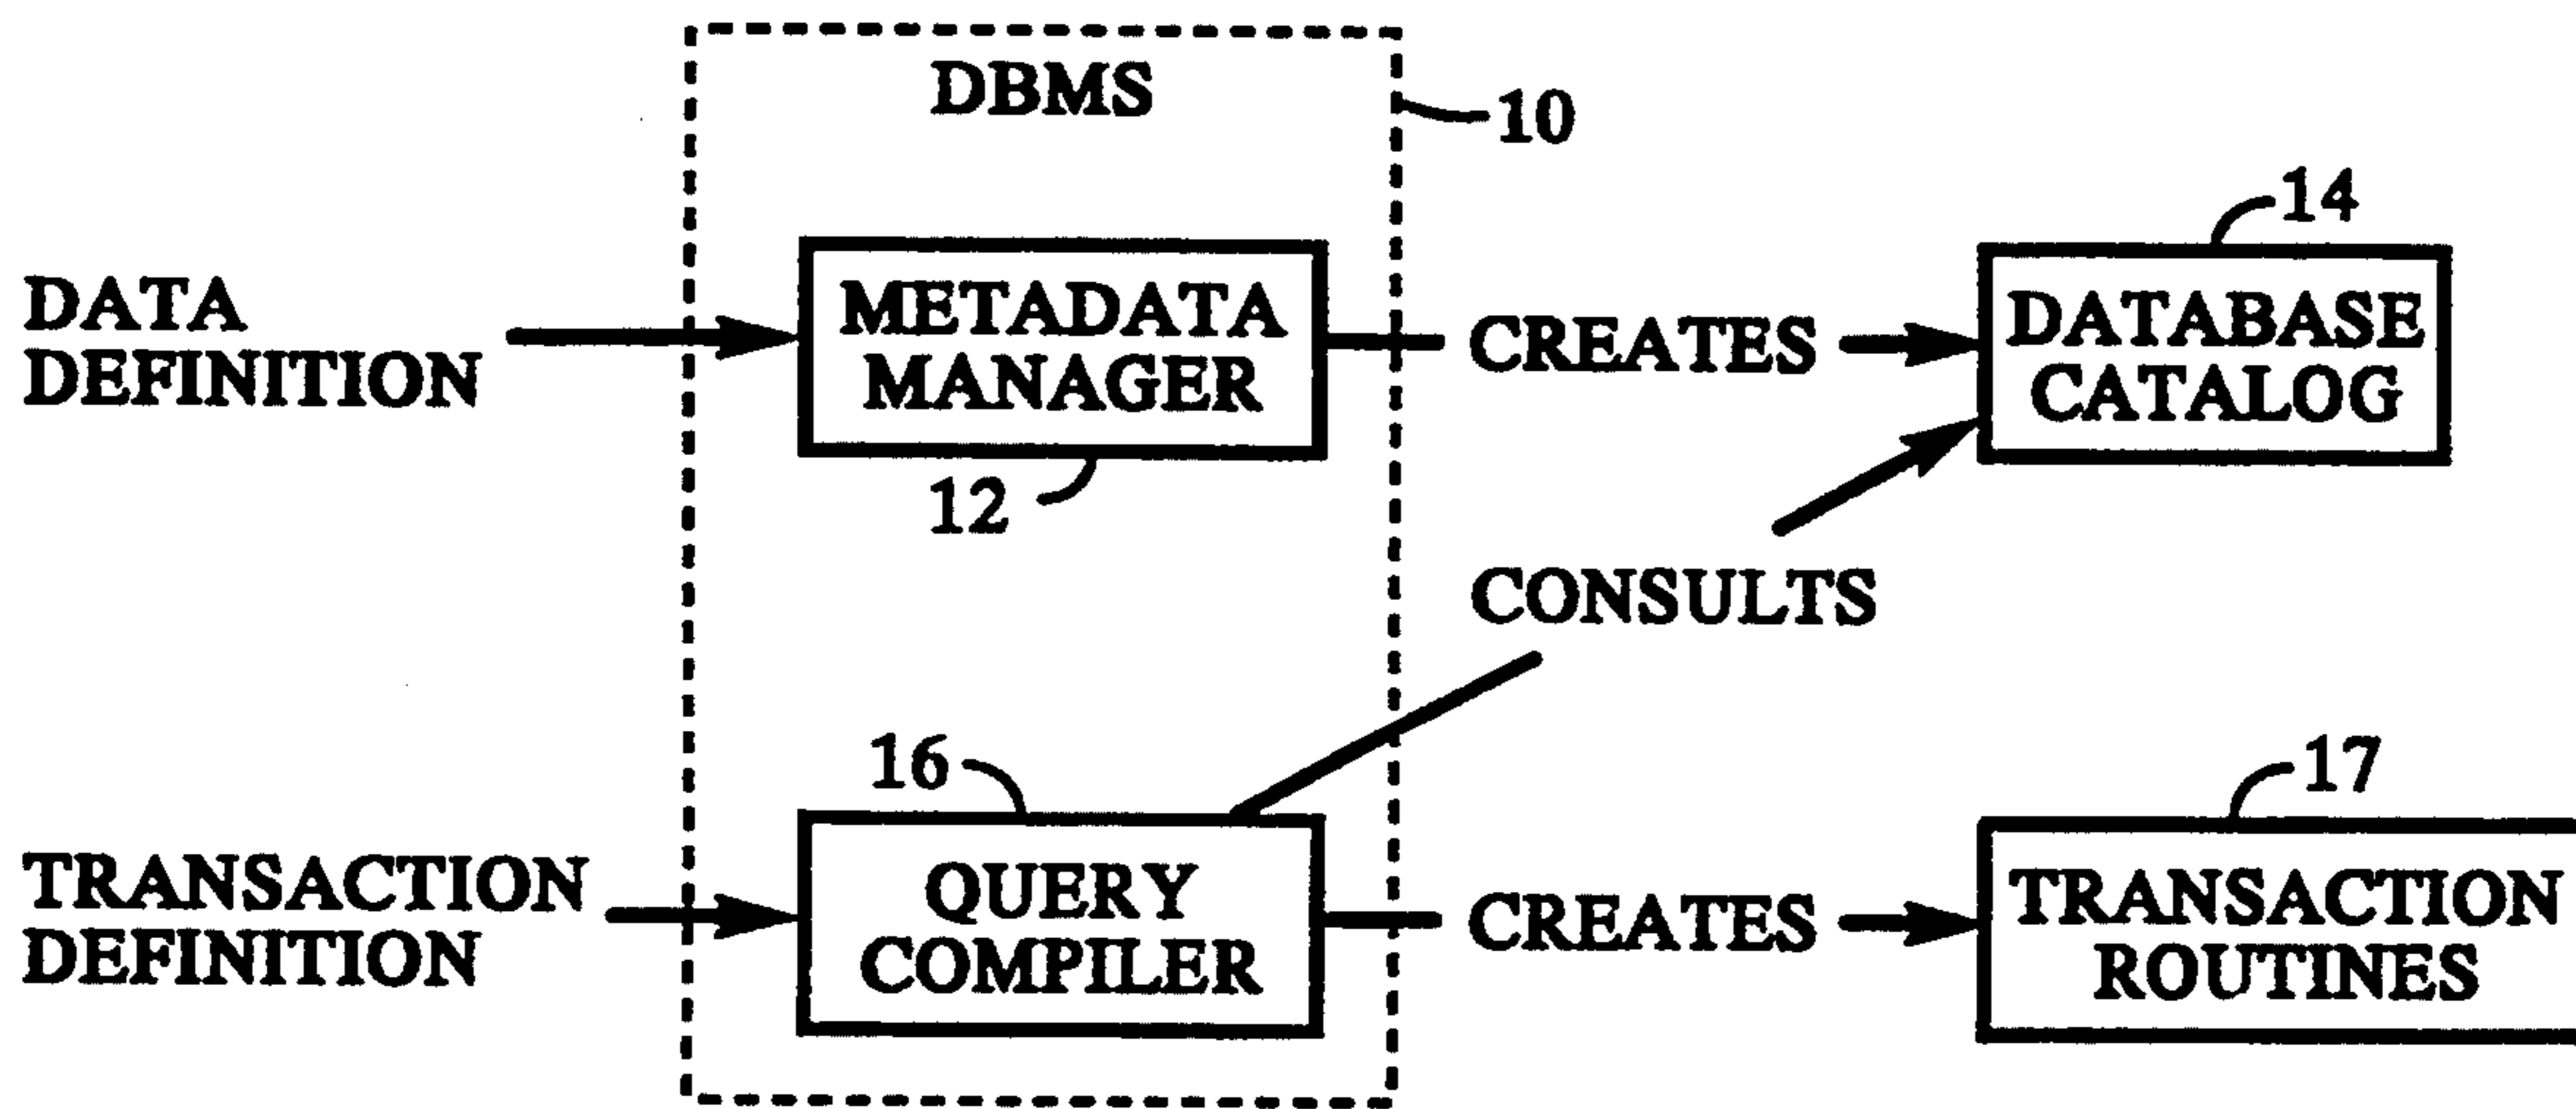 DBMS
10
14
DATA
DEFINITION
METADATA
MANAGER
CREATES
DATABASE
CATALOG
12
CONSULTS
16
17
TRANSACTION
DEFINITION
QUERY
COMPILER
CREATES
TRANSACTION
ROUTINES